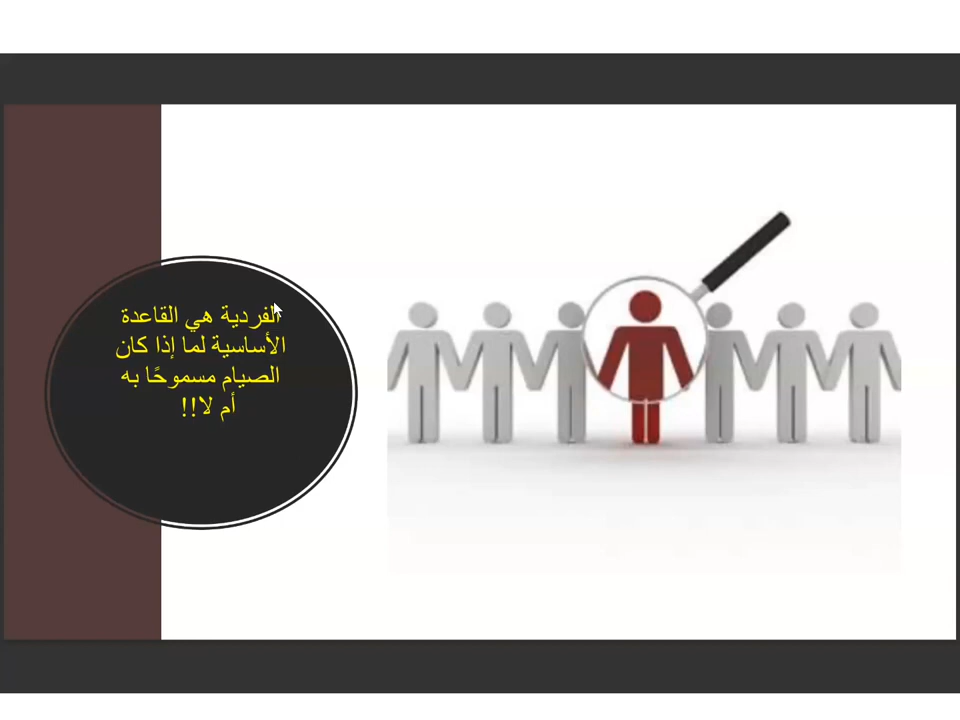 الفردية هي القاعدة
الأساسية لما إذا كان
الصيام مسموحًا به
أم لا!!